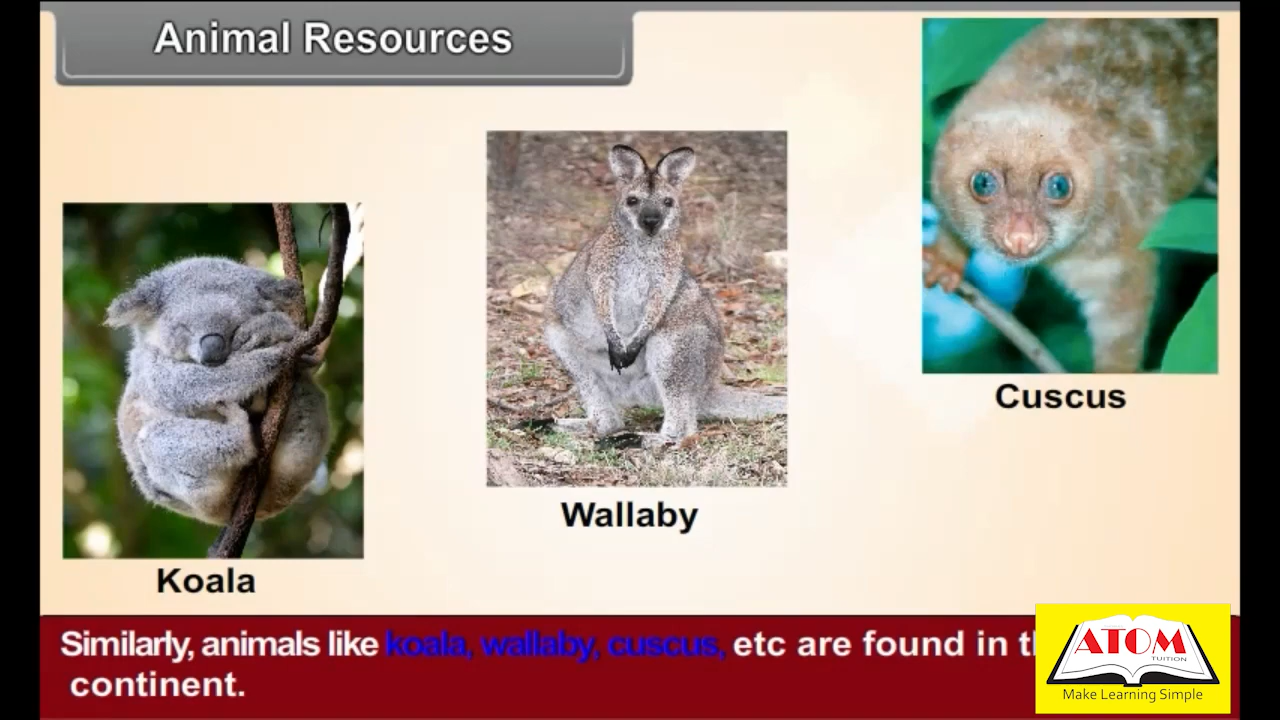 Animal Resources
Cuscus
Wallaby
Koala
Similarly, animals like koala, wallaby, cuscus, etc are found in
continent.
ATOM
TUITION
Make Learning Simple